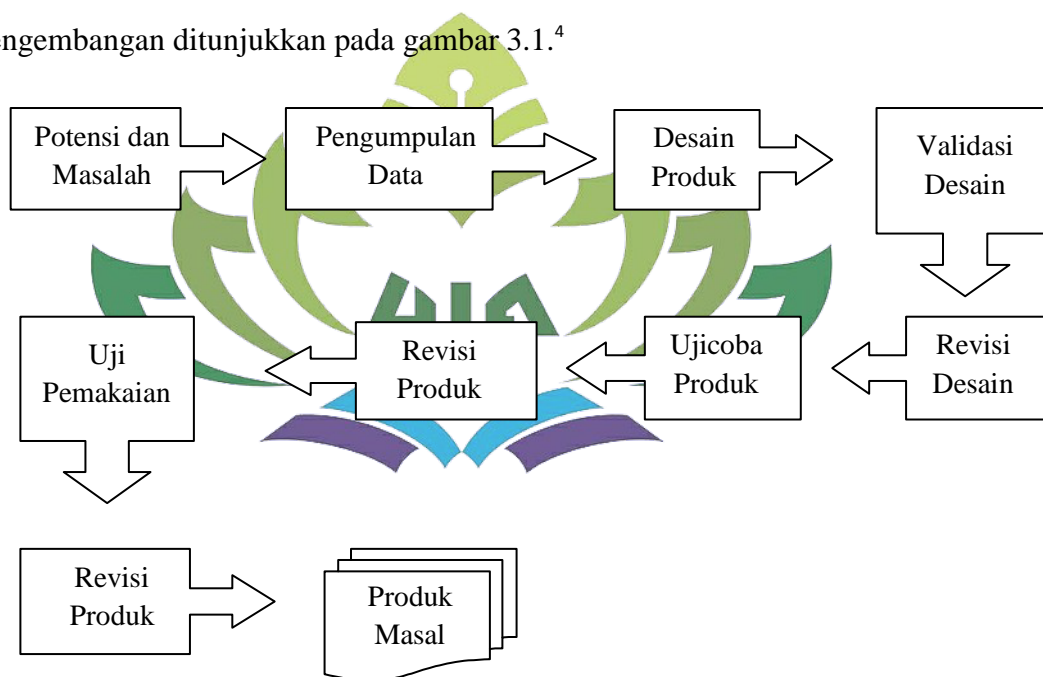 engembangan ditunjukkan pada gambar 3.1.⁴
Potensi dan
Masalah
Pengumpulan
Data
Desain
Produk
Validasi
Desain
Revisi
Desain
Ujicoba
Produk
Revisi
Produk
Uji
Pemakaian
Revisi
Produk
Produk
Masal